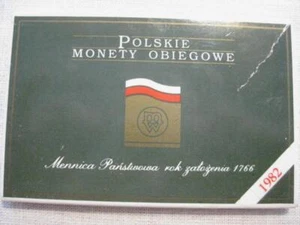 POLSKIE
MONETY OBIEGOWE
Mennica Państwowa rok założenia 1766
1982